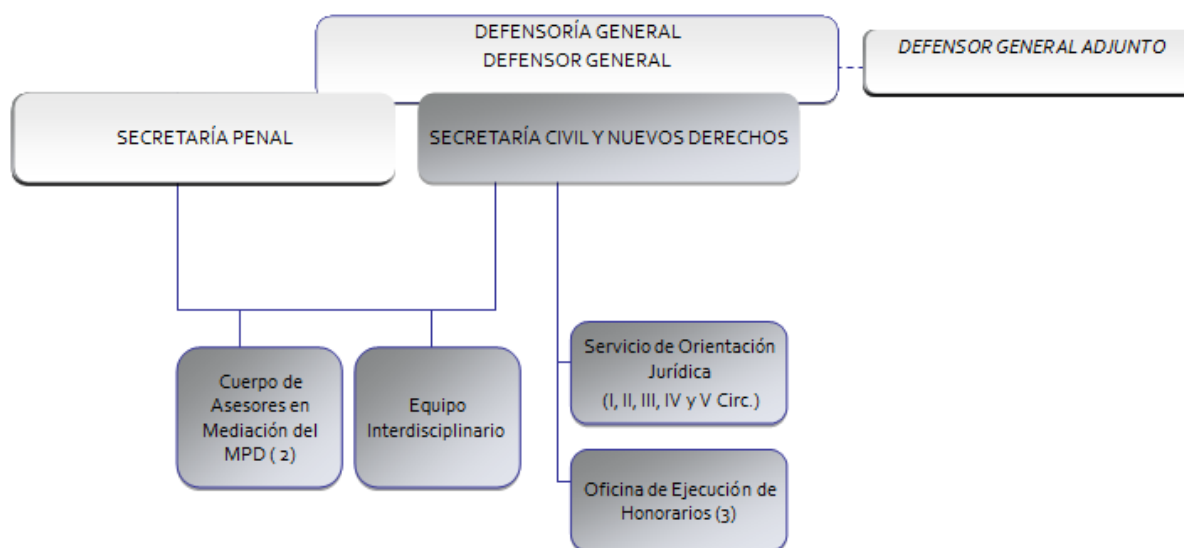 DEFENSORÍA GENERAL
DEFENSOR GENERAL
DEFENSOR GENERAL ADJUNTO
SECRETARÍA PENAL
SECRETARÍA CIVIL Y NUEVOS DERECHOS
Cuerpo de
Asesores en
Mediación del
MPD ( 2)
Equipo
Interdisciplinario
Servicio de Orientación
Jurídica
(I, II, III, IV y V Circ.)
Oficina de Ejecución de
Honorarios (3)